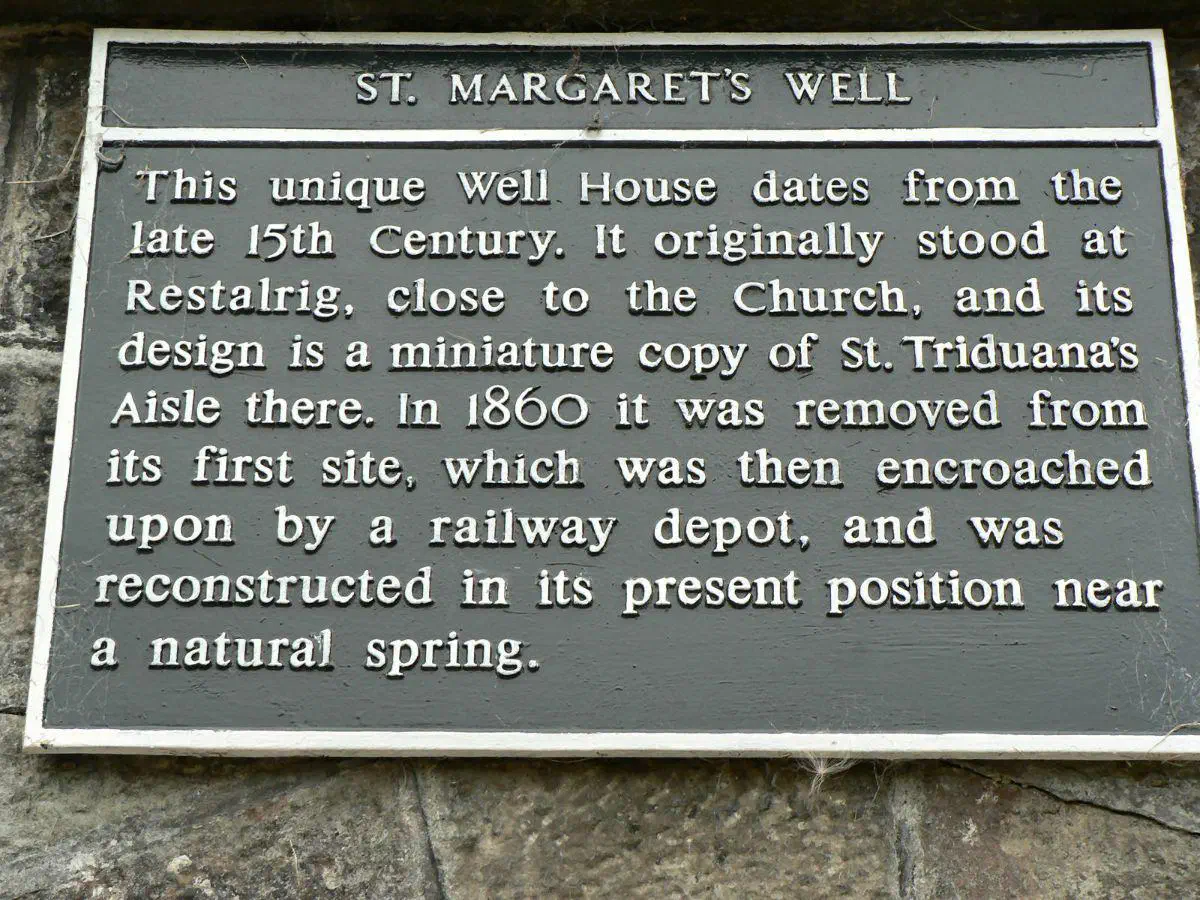 ST. MARGARET'S WELL
This unique Well House dates from the
late 15th Century. It originally stood at
Restalrig, close to the Church, and its
design is a miniature copy of St. Triduana's
Aisle there. In 1860 it was removed from
its first site, which was then encroached
upon by a railway depot, and was
reconstructed in its present position near
a natural spring.